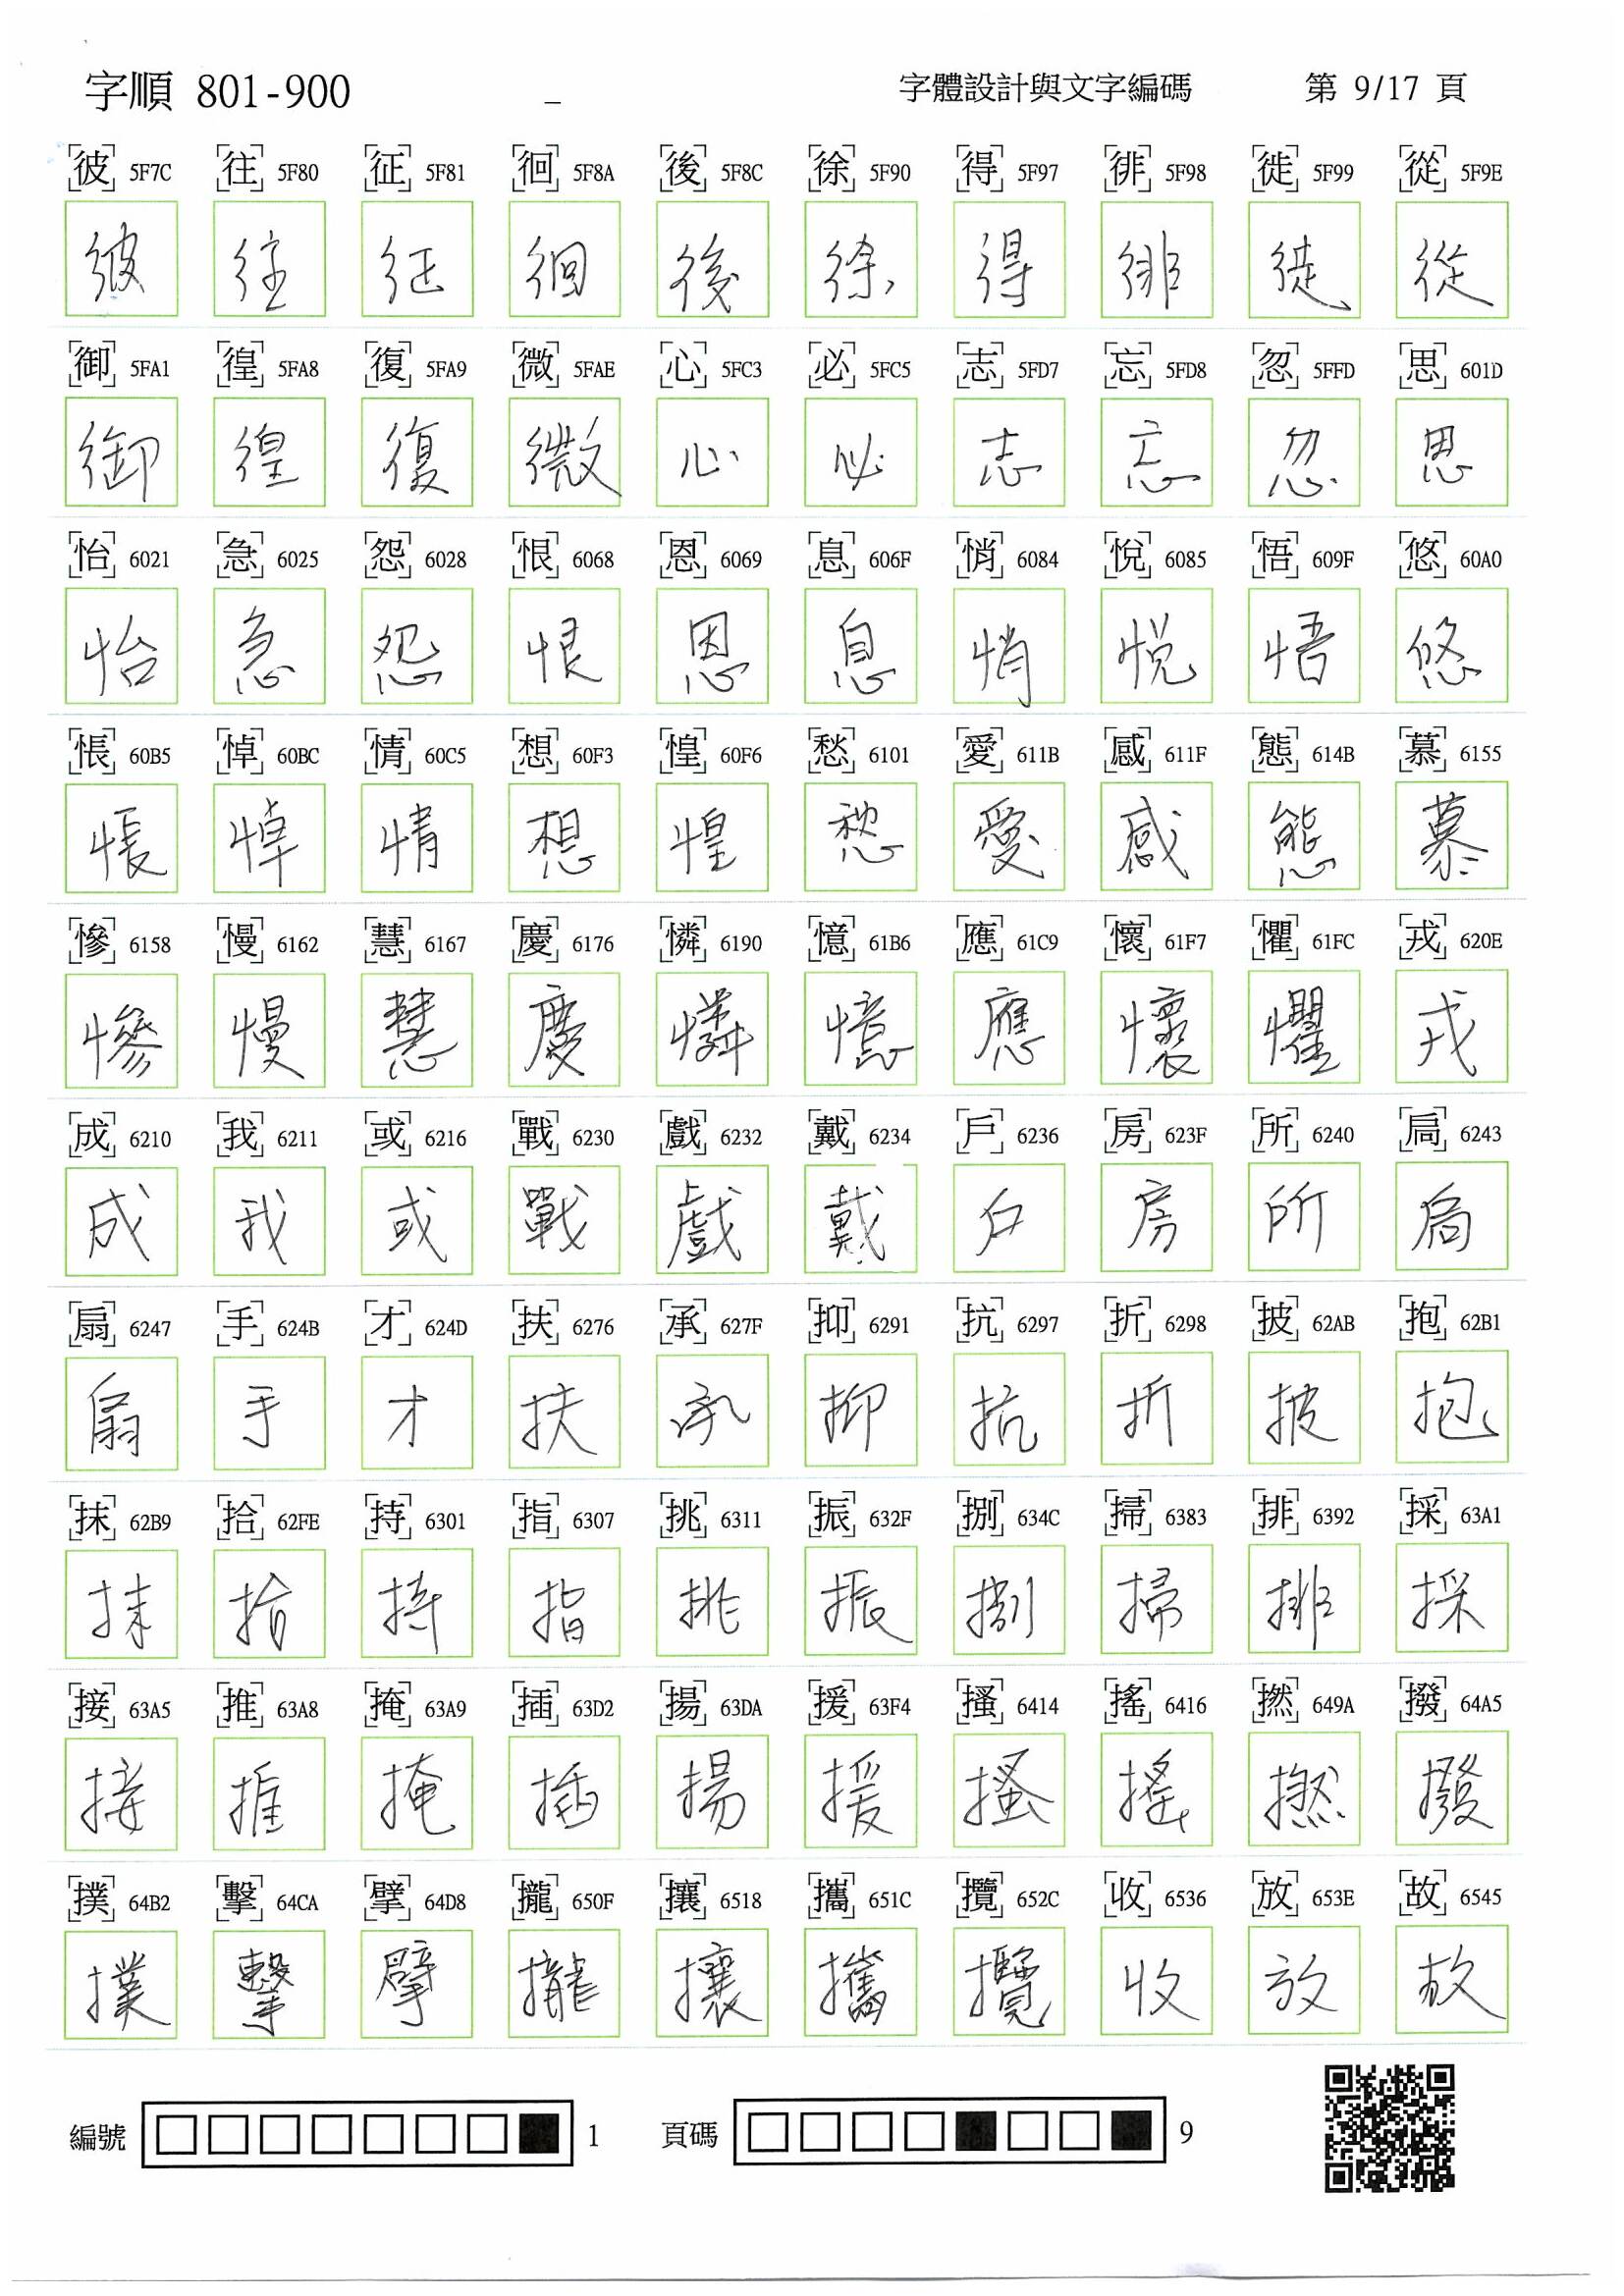 字順 801-900 _ 字體設計與文字編碼 第 9/17 頁
彼 5F7C 往 5F80 征 5F81 徊 5F8A 後 5F8C 徐 5F90 得 5F97 徘 5F98 徙 5F99 從 5F9E
彼 往 征 徊 後 徐 得 徘 徙 從
御 5FA1 徨 5FA8 復 5FA9 微 5FAE 心 5FC3 必 5FC5 志 5FD7 忘 5FD8 忽 5FFD 思 601D
御 徨 復 微 心 必 志 忘 忽 思
怡 6021 急 6025 怨 6028 恨 6068 恩 6069 息 606F 悄 6084 悅 6085 悟 609F 悠 60A0
怡 急 怨 恨 恩 息 悄 悅 悟 悠
悵 60B5 悼 60BC 情 60C5 想 60F3 惶 60F6 愁 6101 愛 611B 感 611F 態 614B 慕 6155
悵 悼 情 想 惶 愁 愛 感 態 慕
慘 6158 慢 6162 慧 6167 慶 6176 憐 6190 憶 61B6 應 61C9 懷 61F7 懼 61FC 戎 620E
慘 慢 慧 慶 憐 憶 應 懷 懼 戎
成 6210 我 6211 或 6216 戰 6230 戲 6232 戴 6234 戶 6236 房 623F 所 6240 扃 6243
成 我 或 戰 戲 戴 戶 房 所 扃
扇 6247 手 624B 才 624D 扶 6276 承 627F 抑 6291 抗 6297 折 6298 披 62AB 抱 62B1
扇 手 才 扶 承 抑 抗 折 披 抱
抹 62B9 拾 62FE 持 6301 指 6307 挑 6311 振 632F 捌 634C 掃 6383 排 6392 採 63A1
抹 拾 持 指 挑 振 捌 掃 排 採
接 63A5 推 63A8 掩 63A9 插 63D2 揚 63DA 援 63F4 搔 6414 搖 6416 撚 649A 撥 64A5
接 推 掩 插 揚 援 搔 搖 撚 撥
撲 64B2 擊 64CA 擘 64D8 攏 650F 攘 6518 攜 651C 攬 652C 收 6536 放 653E 故 6545
撲 擊 擘 攏 攘 攜 攬 收 放 故
編號 1 頁碼 9